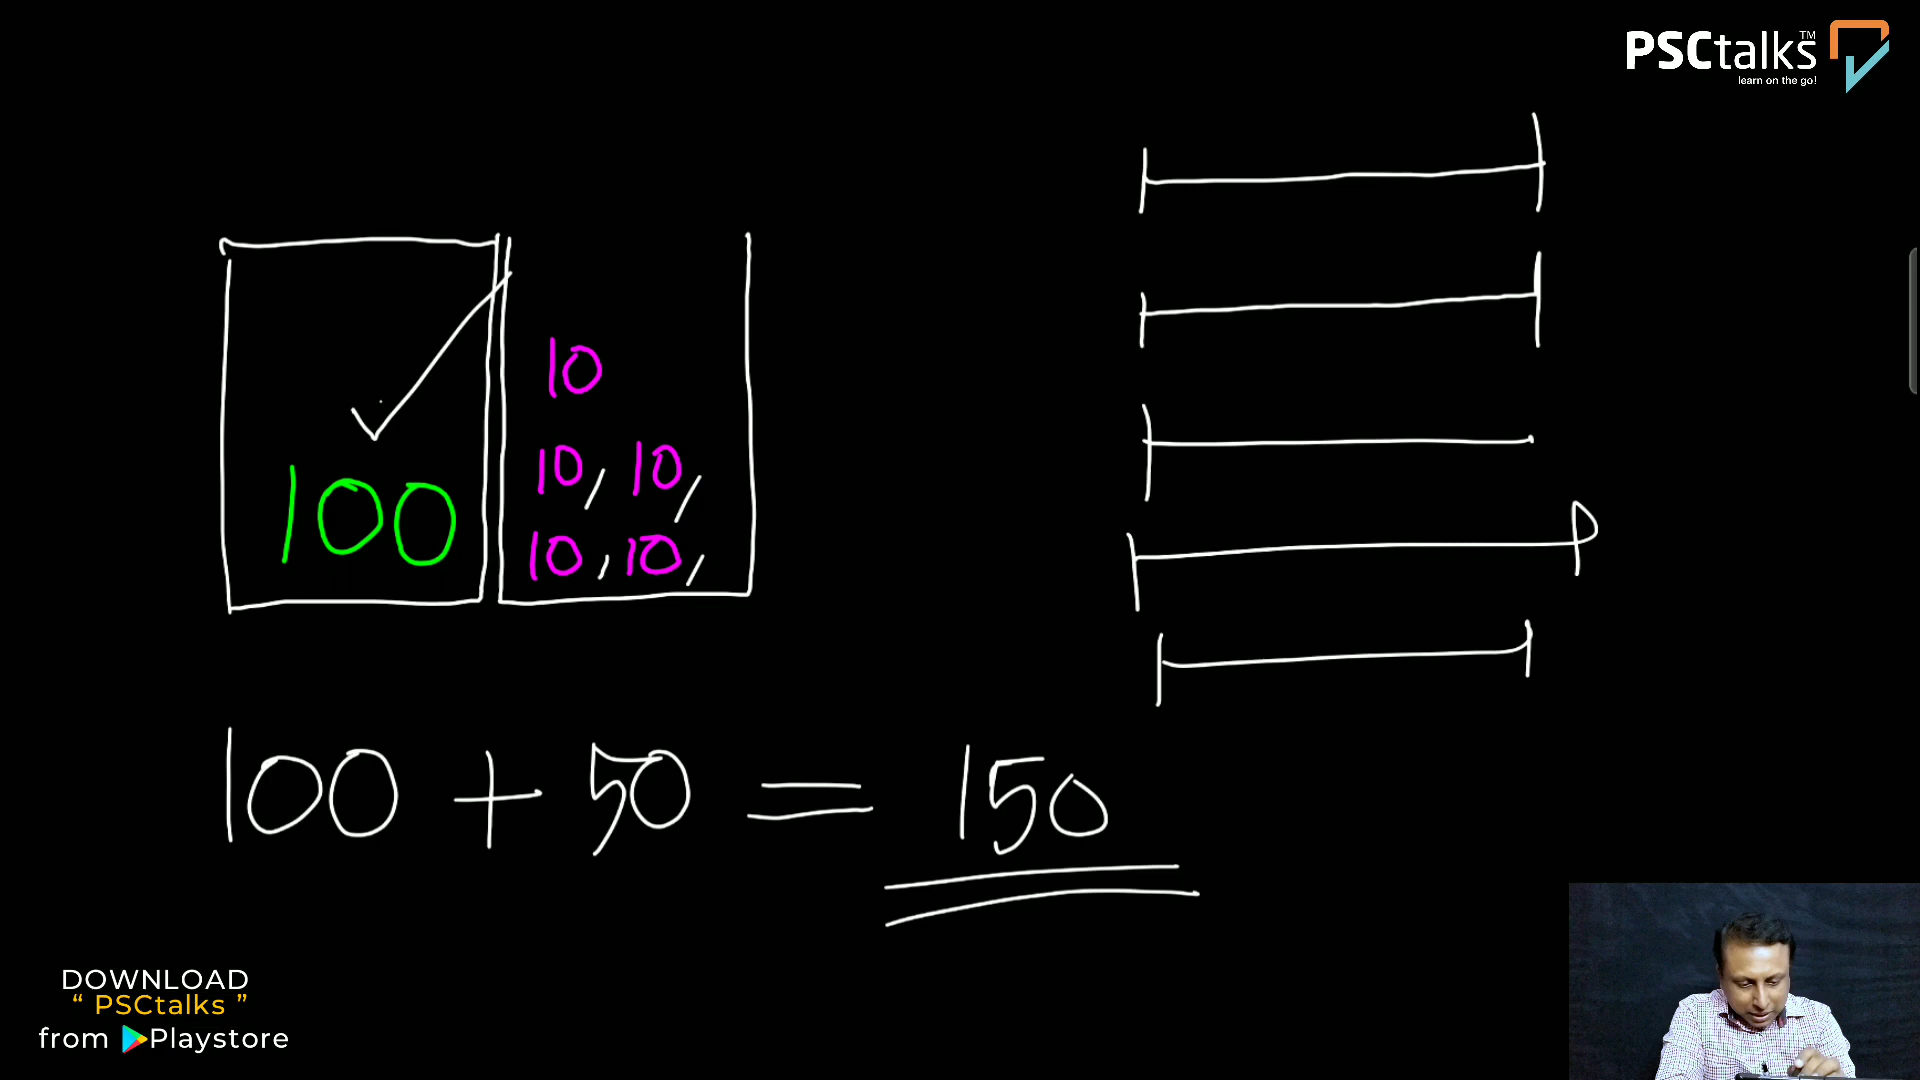 PSCtalks™
learn on the go!
100
10
10, 10,
10, 10,
100 + 50 = 150
DOWNLOAD
“ PSCtalks ”
from Playstore